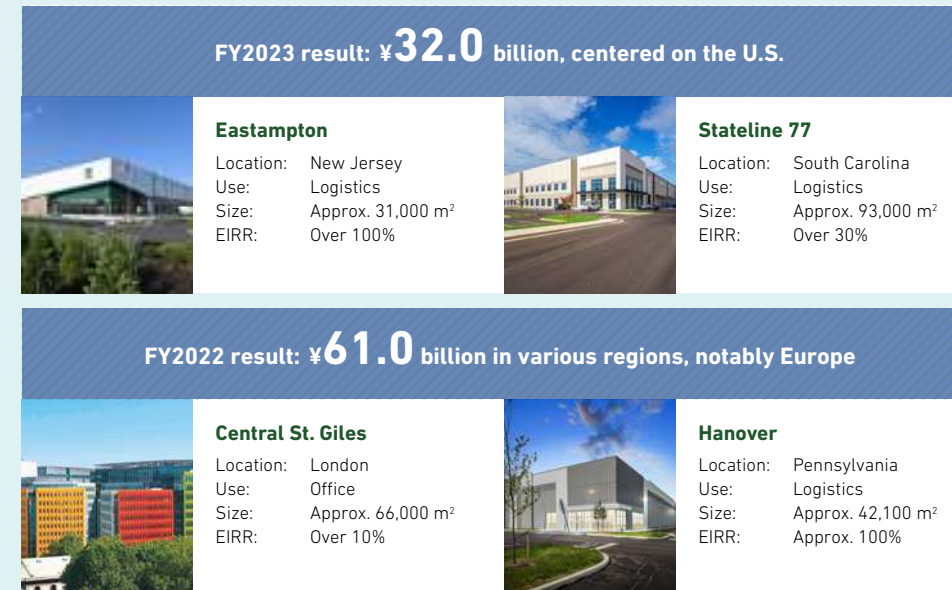 FY2023 result: ¥32.0 billion, centered on the U.S.
Eastampton
Location: New Jersey
Use: Logistics
Size: Approx. 31,000 m²
EIRR: Over 100%
Stateline 77
Location: South Carolina
Use: Logistics
Size: Approx. 93,000 m²
EIRR: Over 30%
FY2022 result: ¥61.0 billion in various regions, notably Europe
Central St. Giles
Location: London
Use: Office
Size: Approx. 66,000 m²
EIRR: Over 10%
Hanover
Location: Pennsylvania
Use: Logistics
Size: Approx. 42,100 m²
EIRR: Approx. 100%